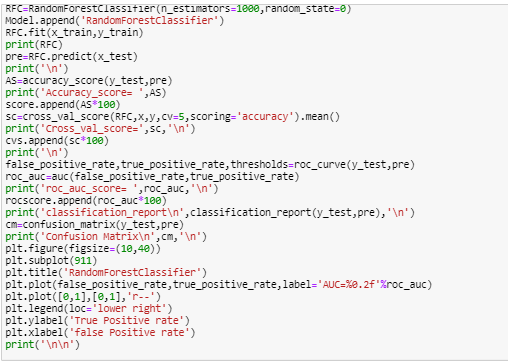 RFC=RandomForestClassifier(n_estimators=1000,random_state=0)
Model.append('RandomForestClassifier')
RFC.fit(x_train,y_train)
print(RFC)
pre=RFC.predict(x_test)
print('\n')
AS=accuracy_score(y_test,pre)
print('Accuracy_score= ',AS)
score.append(AS*100)
sc=cross_val_score(RFC,x,y,cv=5,scoring='accuracy').mean()
print('Cross_val_score=',sc,'\n')
cvs.append(sc*100)
print('\n')
false_positive_rate,true_positive_rate,thresholds=roc_curve(y_test,pre)
roc_auc=auc(false_positive_rate,true_positive_rate)
print('roc_auc_score= ',roc_auc,'\n')
rocscore.append(roc_auc*100)
print('classification_report\n',classification_report(y_test,pre),'\n')
cm=confusion_matrix(y_test,pre)
print('Confusion Matrix\n',cm,'\n')
plt.figure(figsize=(10,40))
plt.subplot(911)
plt.title('RandomForestClassifier')
plt.plot(false_positive_rate,true_positive_rate,label='AUC=%0.2f'%roc_auc)
plt.plot([0,1],[0,1],'r--')
plt.legend(loc='lower right')
plt.ylabel('True Positive rate')
plt.xlabel('false Positive rate')
print('\n\n')